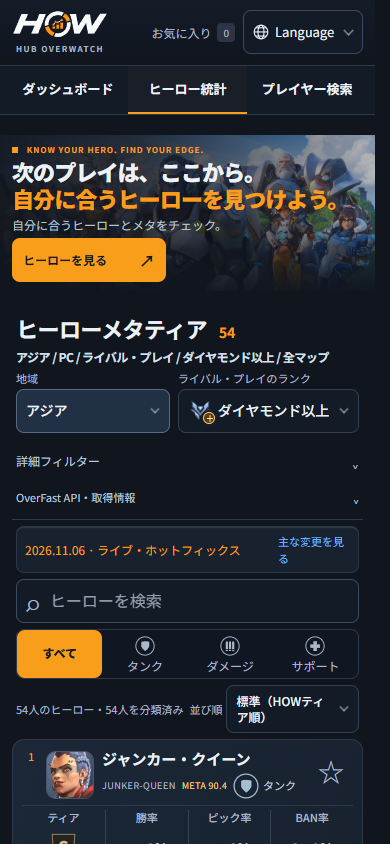 HOW
HUB OVERWATCH
お気に入り 0
Language
ダッシュボード ヒーロー統計 プレイヤー検索
KNOW YOUR HERO. FIND YOUR EDGE.
次のプレイは、ここから。
自分に合うヒーローを見つけよう。
自分に合うヒーローとメタをチェック。
ヒーローを見る ↗
ヒーローメタティア 54
アジア / PC / ライバル・プレイ / ダイヤモンド以上 / 全マップ
地域 ライバル・プレイのランク
アジア ダイヤモンド以上
詳細フィルター
OverFast API・取得情報
2026.11.06 · ライブ・ホットフィックス
主な変更を見
る
ヒーローを検索
すべて タンク ダメージ サポート
54人のヒーロー・54人を分類済み 並び順
標準（HOWティ
ア順）
1
ジャンカー・クイーン
JUNKER-QUEEN META 90.4 タンク
ティア 勝率 ピック率 BAN率